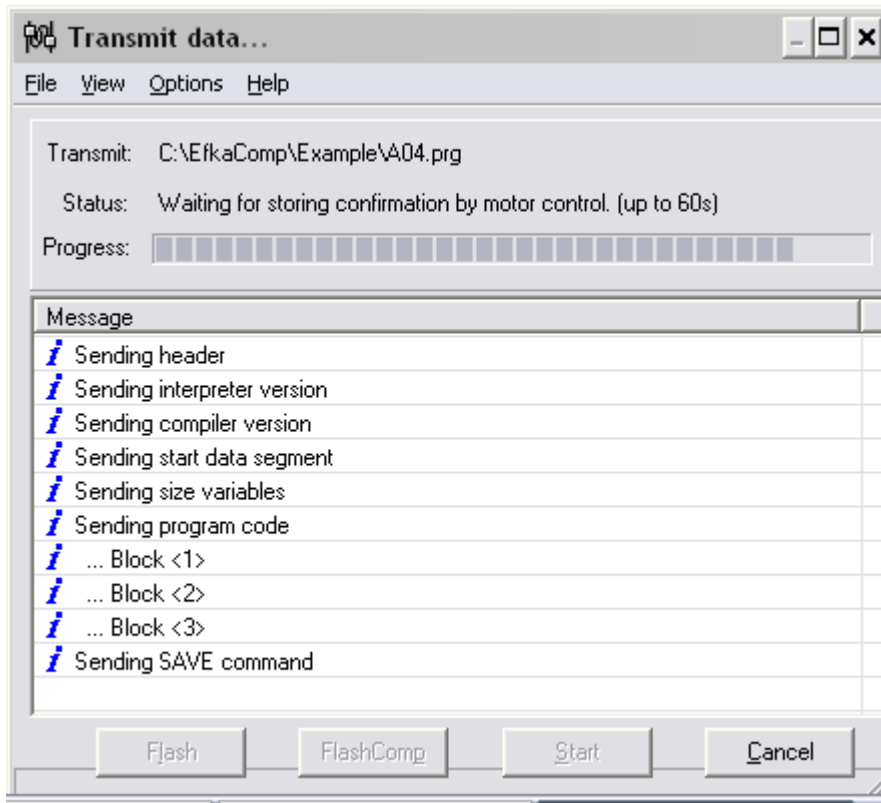 Transmit data...
File View Options Help
Transmit: C:\EfkaComp\Example\A04.prg
Status: Waiting for storing confirmation by motor control. (up to 60s)
Progress:
Message
Sending header
Sending interpreter version
Sending compiler version
Sending start data segment
Sending size variables
Sending program code
... Block <1>
... Block <2>
... Block <3>
Sending SAVE command
Flash FlashComp Start Cancel